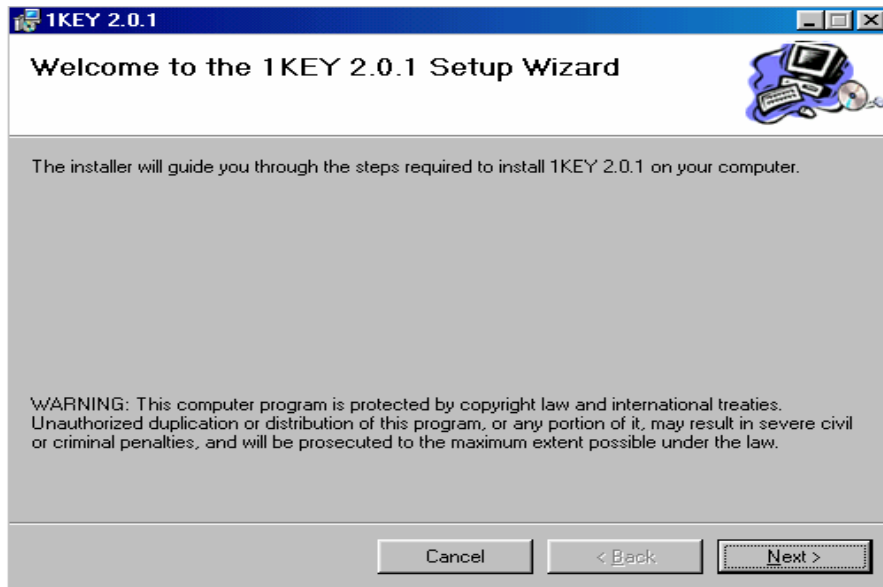 1KEY 2.0.1
Welcome to the 1KEY 2.0.1 Setup Wizard
The installer will guide you through the steps required to install 1KEY 2.0.1 on your computer.
WARNING: This computer program is protected by copyright law and international treaties.
Unauthorized duplication or distribution of this program, or any portion of it, may result in severe civil
or criminal penalties, and will be prosecuted to the maximum extent possible under the law.
Cancel < Back Next >